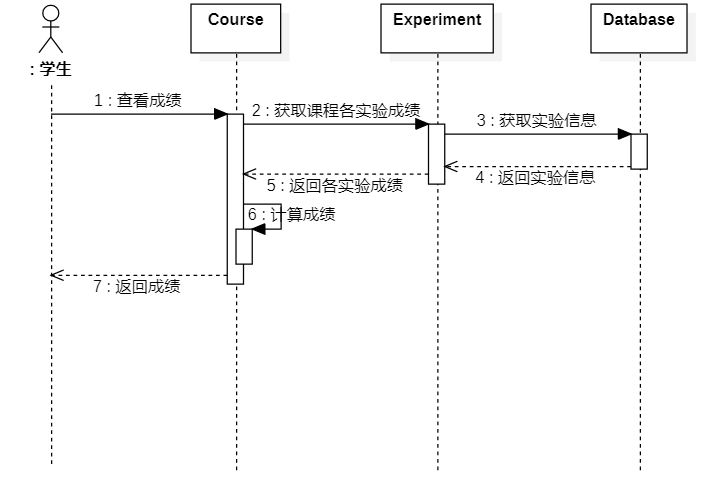 Course
Experiment
Database
: 学生
1 : 查看成绩
2 : 获取课程各实验成绩
3 : 获取实验信息
4 : 返回实验信息
5 : 返回各实验成绩
6 : 计算成绩
7 : 返回成绩